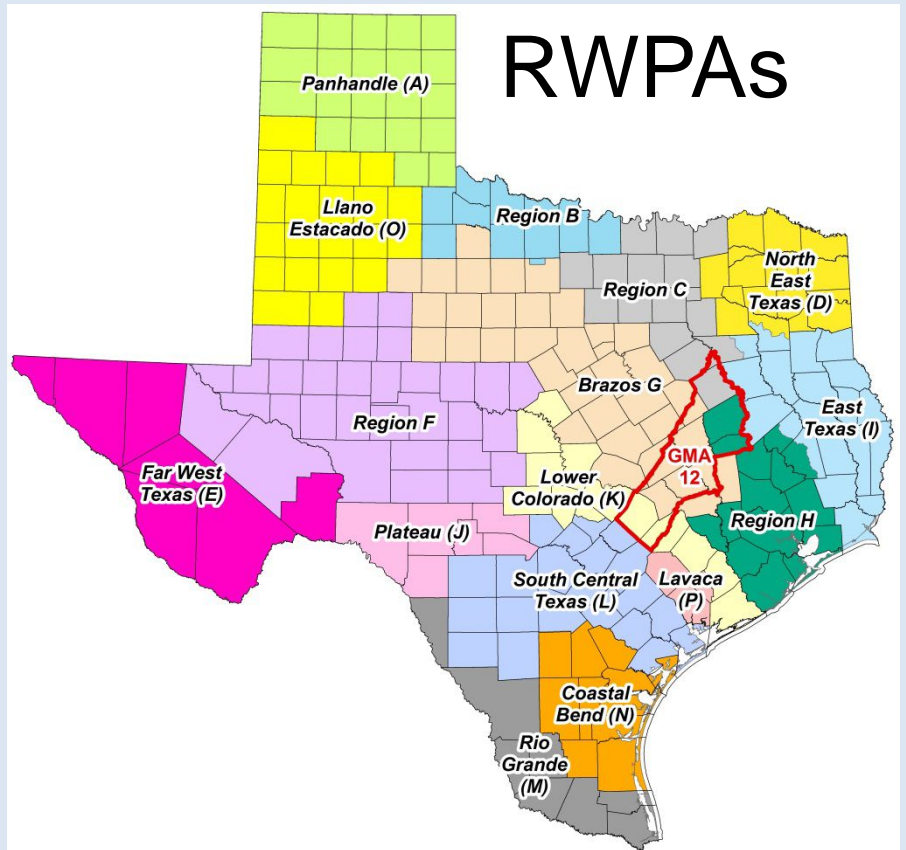 RWPAs
Panhandle (A)
Llano
Estacado (O)
Region B
North
East
Texas (D)
Region C
Brazos G
East
Texas (I)
Region F
GMA
12
Far West
Texas (E)
Lower
Colorado (K)
Region H
Plateau (J)
South Central
Texas (L)
Lavaca
(P)
Coastal
Bend (N)
Rio
Grande
(M)